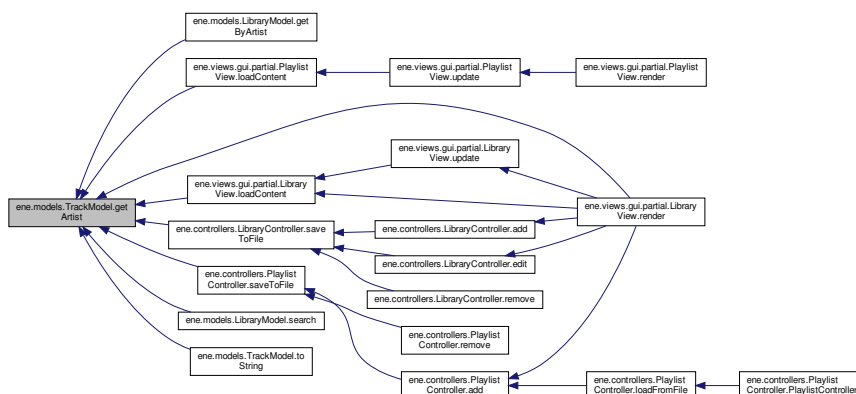 ene.models.LibraryModel.get
ByArtist
ene.views.gui.partial.Playlist
View.loadContent
ene.views.gui.partial.Playlist
View.update
ene.views.gui.partial.Playlist
View.render
ene.views.gui.partial.Library
View.update
ene.models.TrackModel.get
Artist
ene.views.gui.partial.Library
View.loadContent
ene.views.gui.partial.Library
View.render
ene.controllers.LibraryController.save
ToFile
ene.controllers.LibraryController.add
ene.controllers.LibraryController.edit
ene.controllers.Playlist
Controller.saveToFile
ene.controllers.LibraryController.remove
ene.models.LibraryModel.search
ene.controllers.Playlist
Controller.remove
ene.models.TrackModel.to
String
ene.controllers.Playlist
Controller.add
ene.controllers.Playlist
Controller.loadFromFile
ene.controllers.Playlist
Controller.PlaylistController